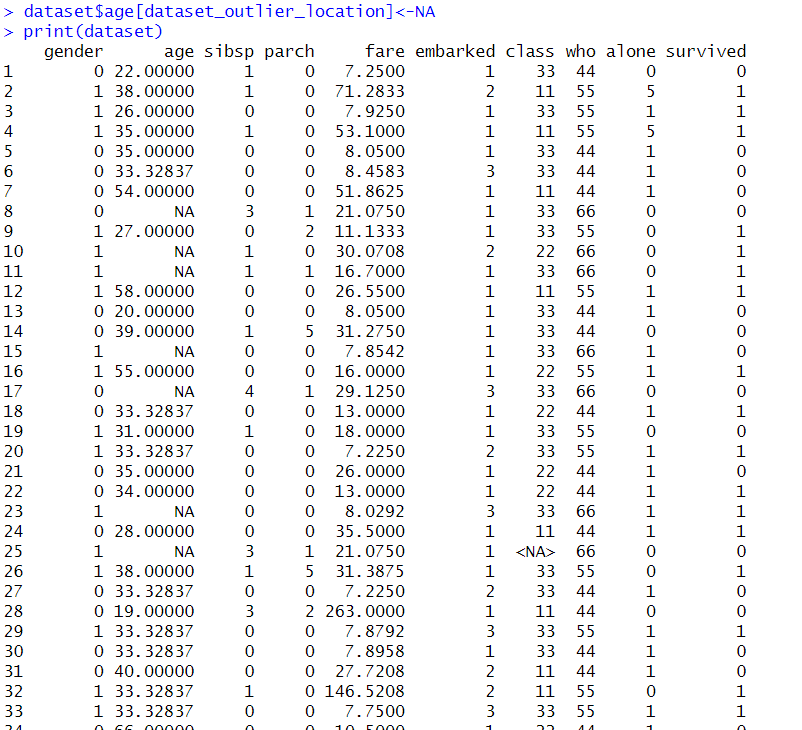 > dataset$age[dataset_outlier_location]<-NA
> print(dataset)
gender age sibsp parch fare embarked class who alone survived
1 0 22.00000 1 0 7.2500 1 33 44 0 0
2 1 38.00000 1 0 71.2833 2 11 55 5 1
3 1 26.00000 0 0 7.9250 1 33 55 1 1
4 1 35.00000 1 0 53.1000 1 11 55 5 1
5 0 35.00000 0 0 8.0500 1 33 44 1 0
6 0 33.32837 0 0 8.4583 3 33 44 1 0
7 0 54.00000 0 0 51.8625 1 11 44 1 0
8 0 NA 3 1 21.0750 1 33 66 0 0
9 1 27.00000 0 2 11.1333 1 33 55 0 1
10 1 NA 1 0 30.0708 2 22 66 0 1
11 1 NA 1 1 16.7000 1 33 66 0 1
12 1 58.00000 0 0 26.5500 1 11 55 1 1
13 0 20.00000 0 0 8.0500 1 33 44 1 0
14 0 39.00000 1 5 31.2750 1 33 44 0 0
15 1 NA 0 0 7.8542 1 33 66 1 0
16 1 55.00000 0 0 16.0000 1 22 55 1 1
17 0 NA 4 1 29.1250 3 33 66 0 0
18 0 33.32837 0 0 13.0000 1 22 44 1 1
19 1 31.00000 1 0 18.0000 1 33 55 0 0
20 1 33.32837 0 0 7.2250 2 33 55 1 1
21 0 35.00000 0 0 26.0000 1 22 44 1 0
22 0 34.00000 0 0 13.0000 1 22 44 1 1
23 1 NA 0 0 8.0292 3 33 66 1 1
24 0 28.00000 0 0 35.5000 1 11 44 1 1
25 1 NA 3 1 21.0750 1 <NA> 66 0 0
26 1 38.00000 1 5 31.3875 1 33 55 0 1
27 0 33.32837 0 0 7.2250 2 33 44 1 0
28 0 19.00000 3 2 263.0000 1 11 44 0 0
29 1 33.32837 0 0 7.8792 3 33 55 1 1
30 0 33.32837 0 0 7.8958 1 33 44 1 0
31 0 40.00000 0 0 27.7208 2 11 44 1 0
32 1 33.32837 1 0 146.5208 2 11 55 0 1
33 1 33.32837 0 0 7.7500 3 33 55 1 1